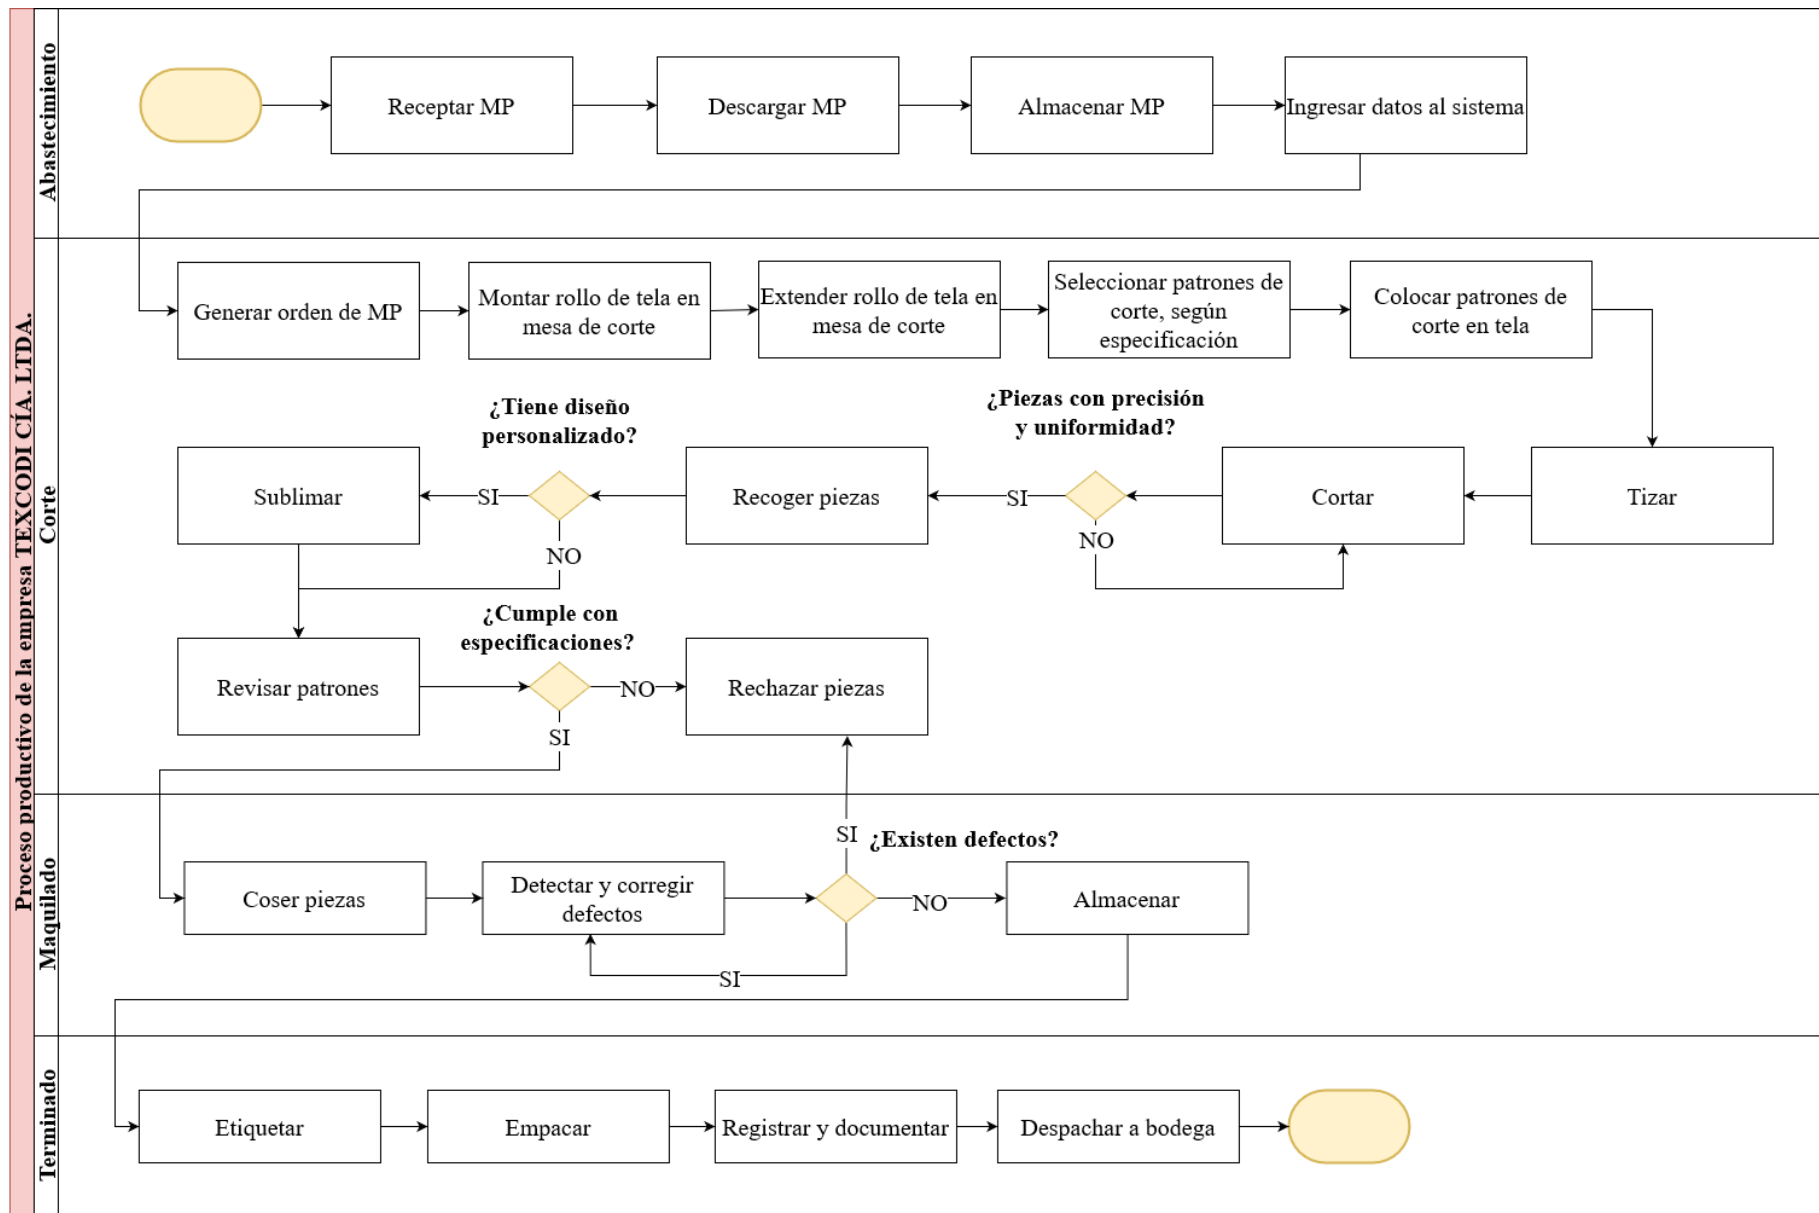 Proceso productivo de la empresa TEXCODI CÍA. LTDA.
Abastecimiento
Receptar MP
Descargar MP
Almacenar MP
Ingresar datos al sistema
Corte
Generar orden de MP
Montar rollo de tela en
mesa de corte
Extender rollo de tela en
mesa de corte
Seleccionar patrones de
corte, según
especificación
Colocar patrones de
corte en tela
Tizar
Cortar
¿Piezas con precisión
y uniformidad?
SI
NO
Recoger piezas
¿Tiene diseño
personalizado?
SI
NO
Sublimar
Revisar patrones
¿Cumple con
especificaciones?
NO
SI
Rechazar piezas
Maquilado
Coser piezas
Detectar y corregir
defectos
¿Existen defectos?
SI
NO
SI
Almacenar
Terminado
Etiquetar
Empacar
Registrar y documentar
Despachar a bodega